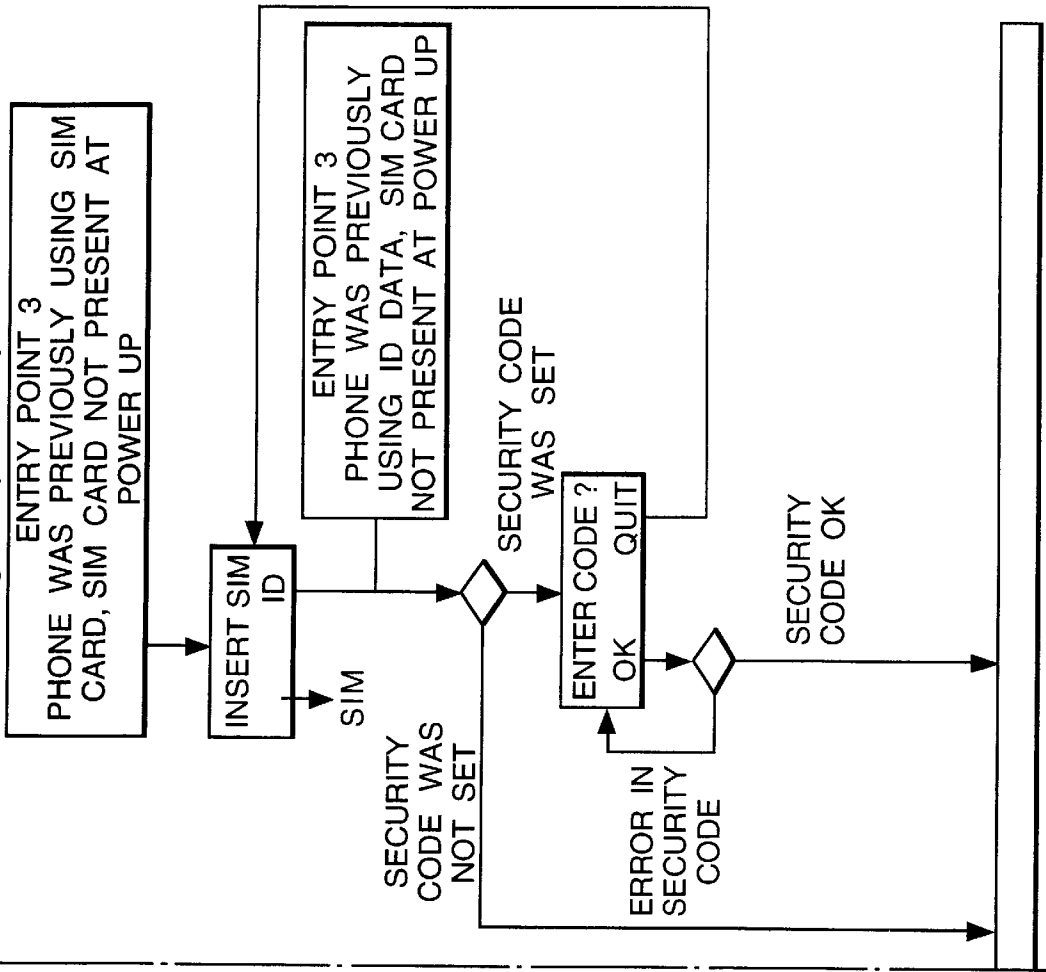 ENTRY POINT 3
PHONE WAS PREVIOUSLY USING SIM
CARD, SIM CARD NOT PRESENT AT
POWER UP
INSERT SIM
ID
SIM
ENTRY POINT 3
PHONE WAS PREVIOUSLY
USING ID DATA, SIM CARD
NOT PRESENT AT POWER UP
SECURITY
CODE WAS
NOT SET
SECURITY CODE
WAS SET
ENTER CODE ?
OK QUIT
ERROR IN
SECURITY
CODE
SECURITY
CODE OK